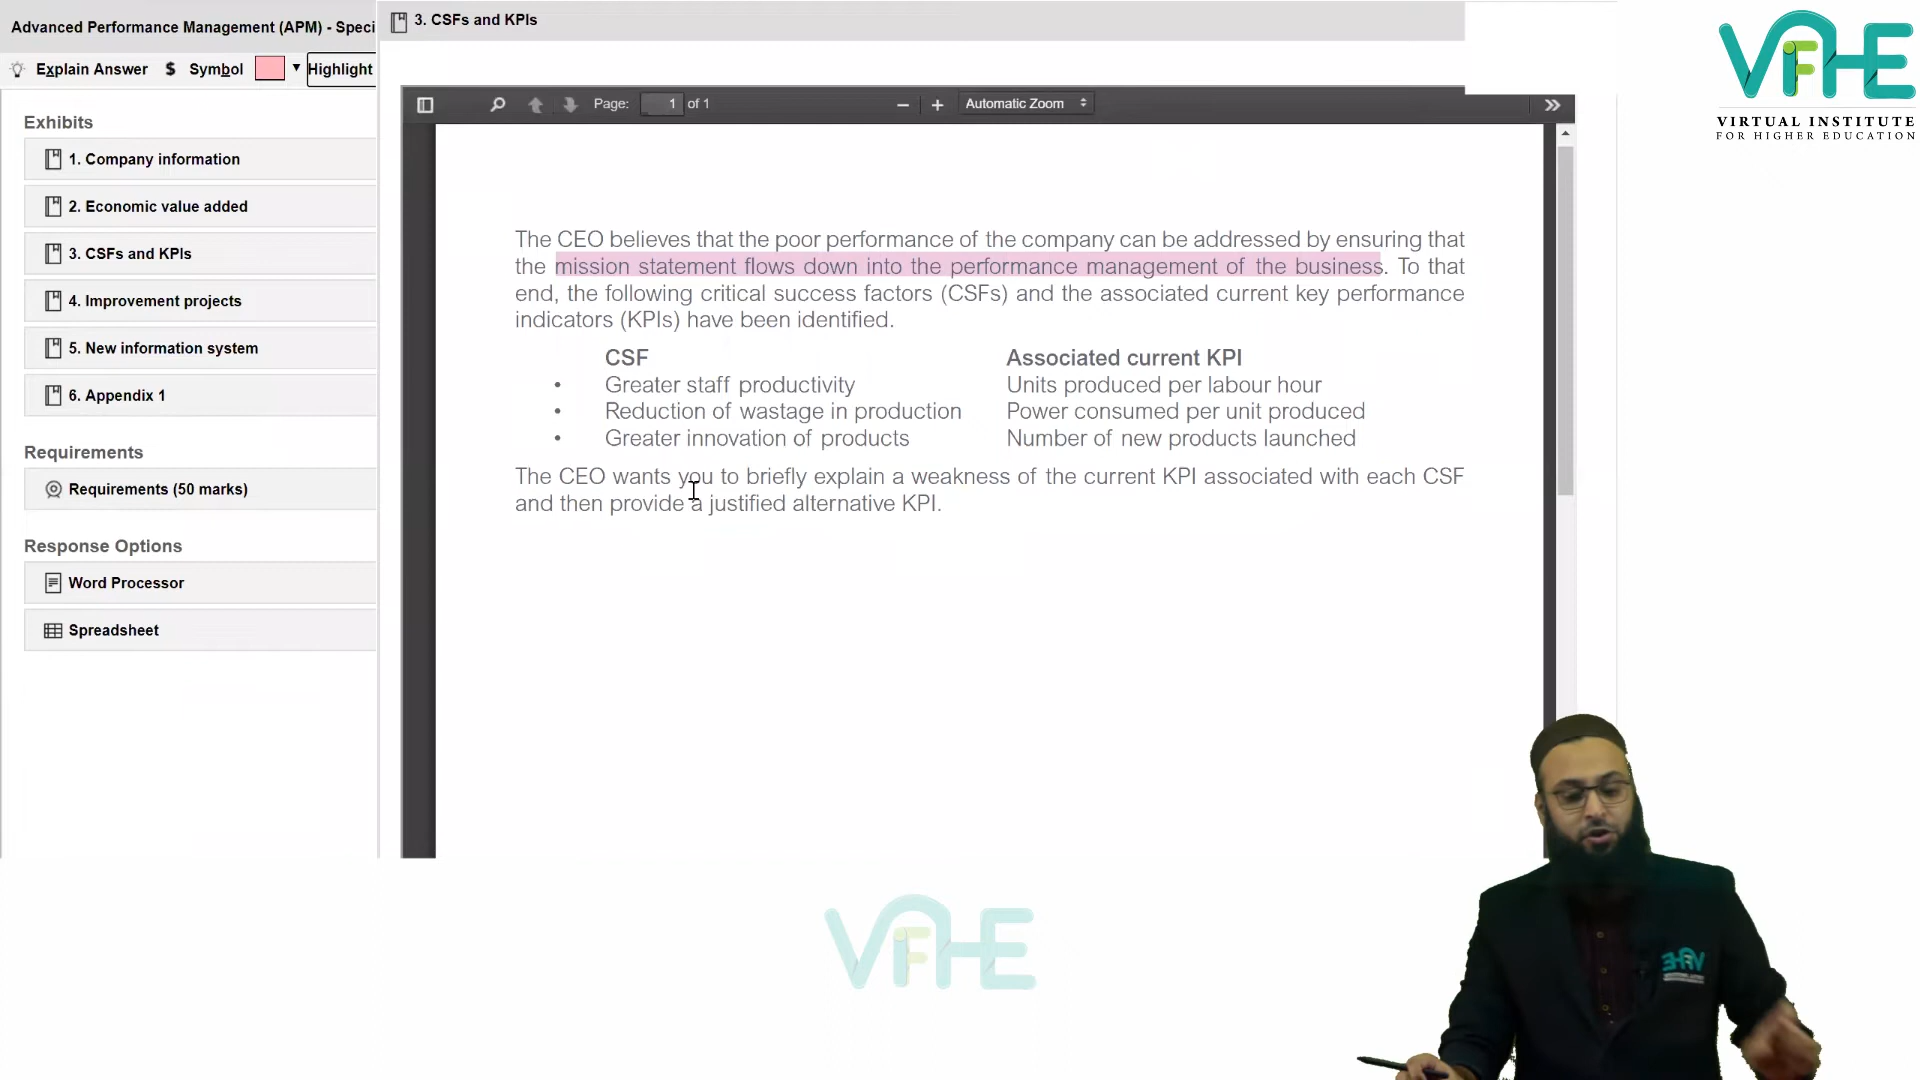 Advanced Performance Management (APM) - Speci
Explain Answer $ Symbol Highlight
Exhibits
1. Company information
2. Economic value added
3. CSFs and KPIs
4. Improvement projects
5. New information system
6. Appendix 1
Requirements
Requirements (50 marks)
Response Options
Word Processor
Spreadsheet
3. CSFs and KPIs
Page: 1 of 1 Automatic Zoom
The CEO believes that the poor performance of the company can be addressed by ensuring that
the mission statement flows down into the performance management of the business. To that
end, the following critical success factors (CSFs) and the associated current key performance
indicators (KPIs) have been identified.
CSF Associated current KPI
• Greater staff productivity Units produced per labour hour
• Reduction of wastage in production Power consumed per unit produced
• Greater innovation of products Number of new products launched
The CEO wants you to briefly explain a weakness of the current KPI associated with each CSF
and then provide a justified alternative KPI.
VIFHE
VIRTUAL INSTITUTE
FOR HIGHER EDUCATION
VIFHE